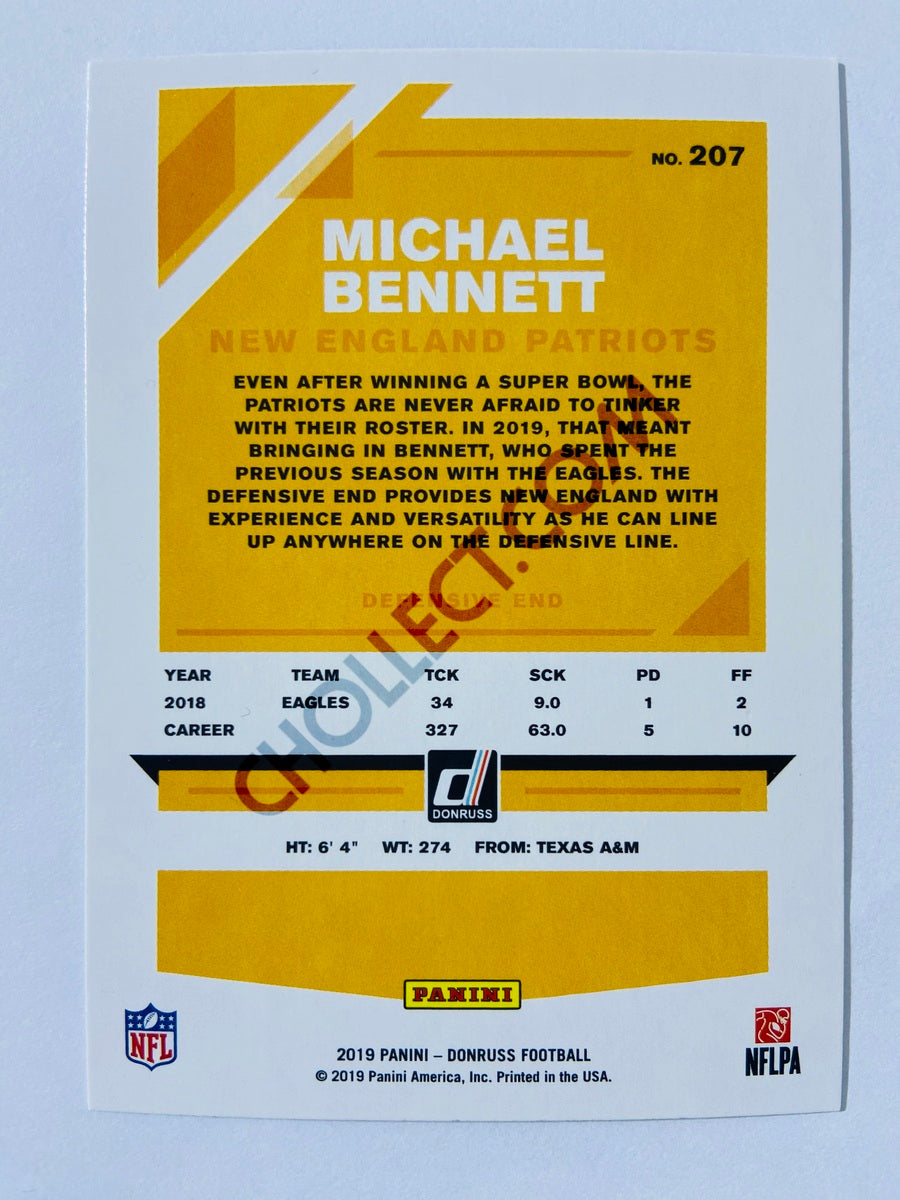 NO. 207
MICHAEL
BENNETT
NEW ENGLAND PATRIOTS
EVEN AFTER WINNING A SUPER BOWL, THE
PATRIOTS ARE NEVER AFRAID TO TINKER
WITH THEIR ROSTER. IN 2019, THAT MEANT
BRINGING IN BENNETT, WHO SPENT THE
PREVIOUS SEASON WITH THE EAGLES. THE
DEFENSIVE END PROVIDES NEW ENGLAND WITH
EXPERIENCE AND VERSATILITY AS HE CAN LINE
UP ANYWHERE ON THE DEFENSIVE LINE.
DEFENSIVE END
CHOLLECT.COM
YEAR TEAM TCK SCK PD FF
2018 EAGLES 34 9.0 1 2
CAREER 327 63.0 5 10
d
DONRUSS
HT: 6' 4" WT: 274 FROM: TEXAS A&M
PANINI
NFL
NFLPA
2019 PANINI – DONRUSS FOOTBALL
© 2019 Panini America, Inc. Printed in the USA.